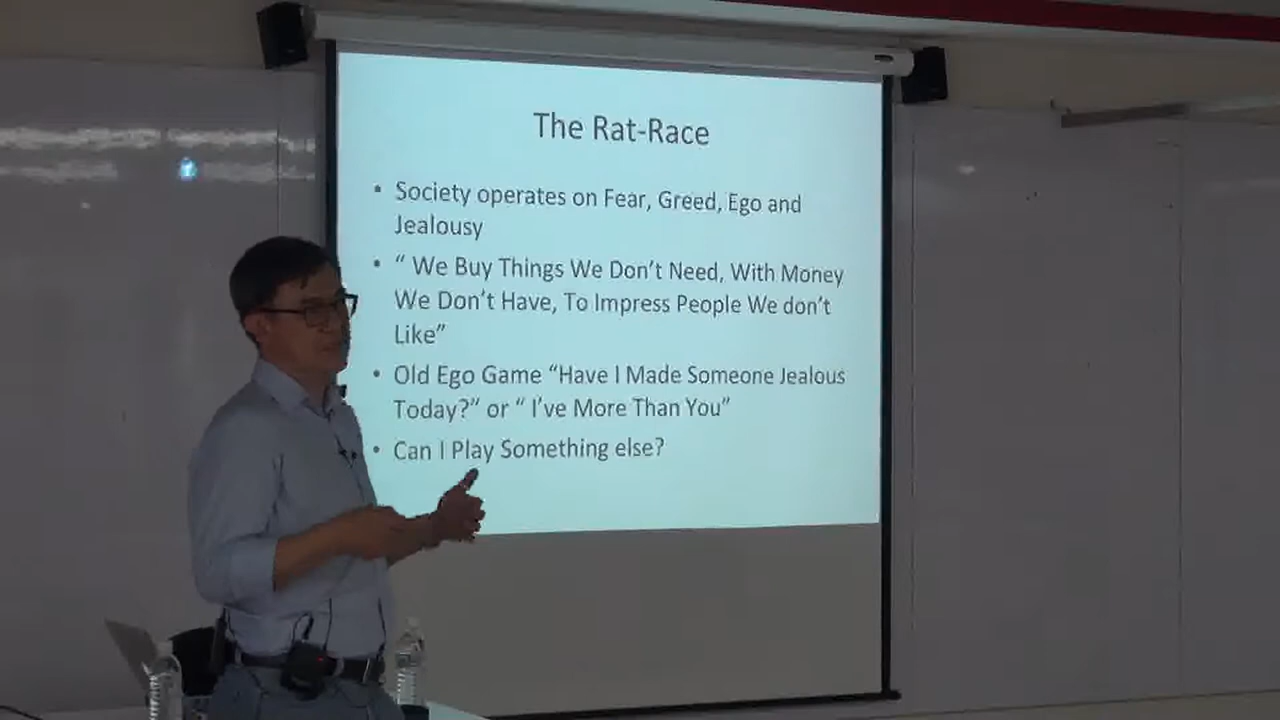 The Rat-Race
• Society operates on Fear, Greed, Ego and
Jealousy
• “ We Buy Things We Don’t Need, With Money
We Don’t Have, To Impress People We don’t
Like”
• Old Ego Game “Have I Made Someone Jealous
Today?” or “ I’ve More Than You”
• Can I Play Something else?